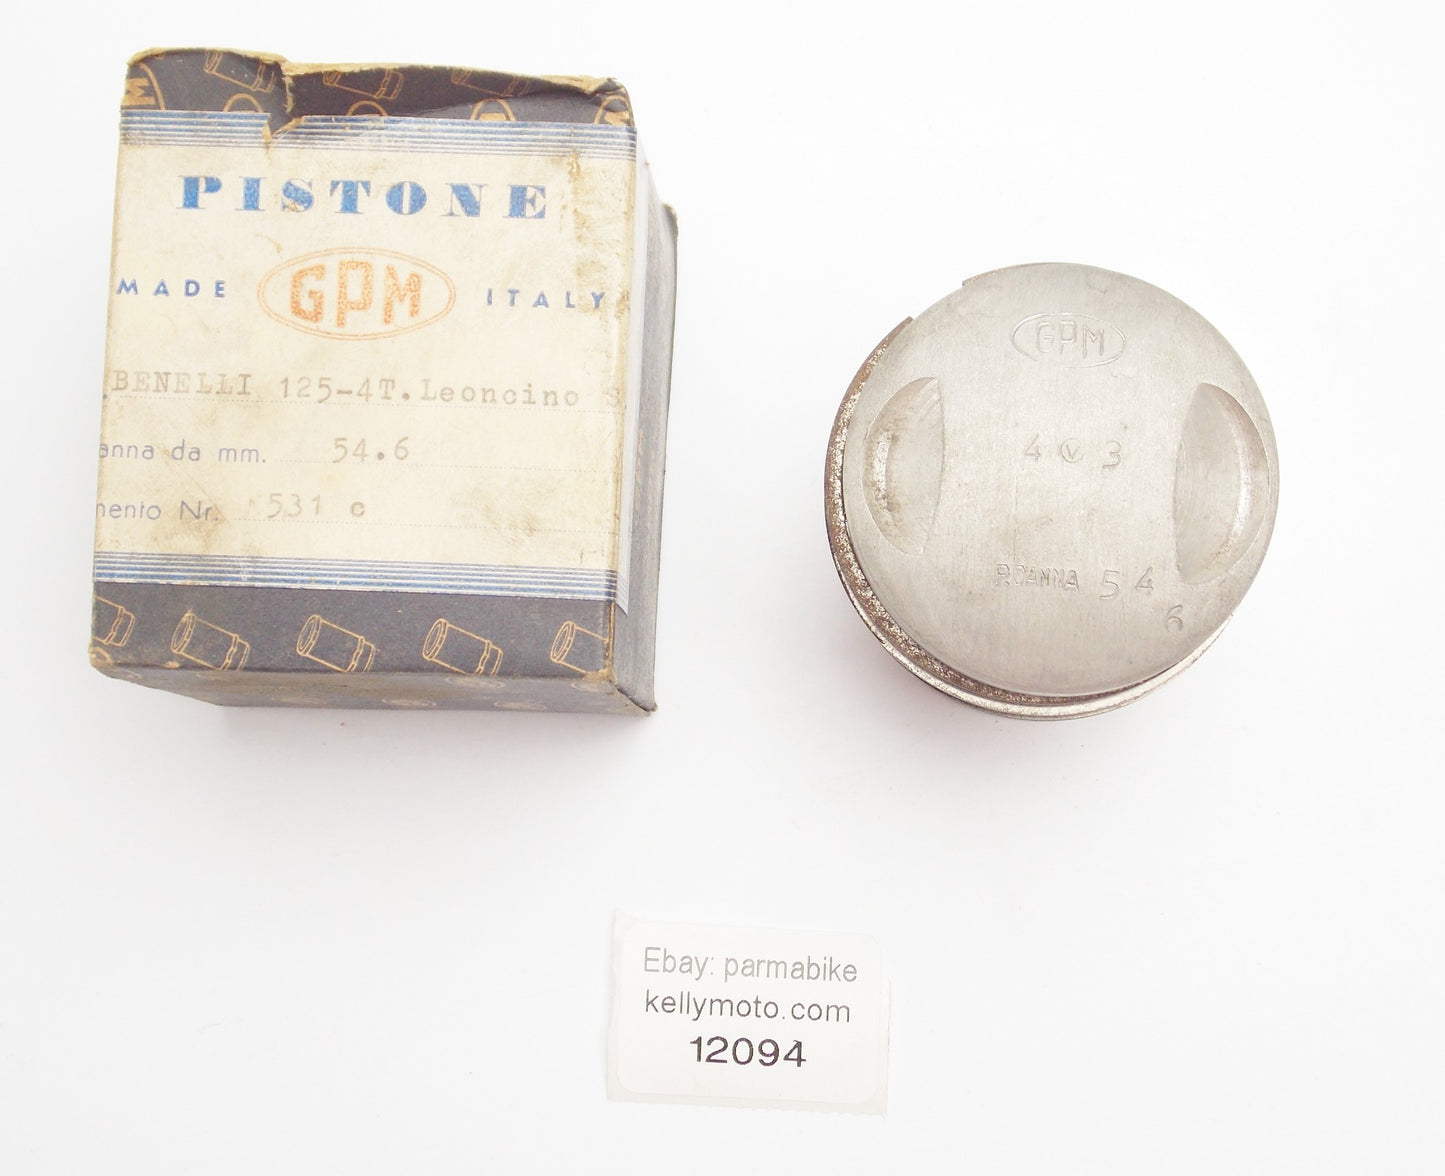 PISTONE
MADE GPM ITALY
BENELLI 125-4T. Leoncino S
anna da mm. 54.6
mento Nr. 531 c
GPM
4 V 3
P.CANNA 54
6
Ebay: parmabike
kellymoto.com
12094